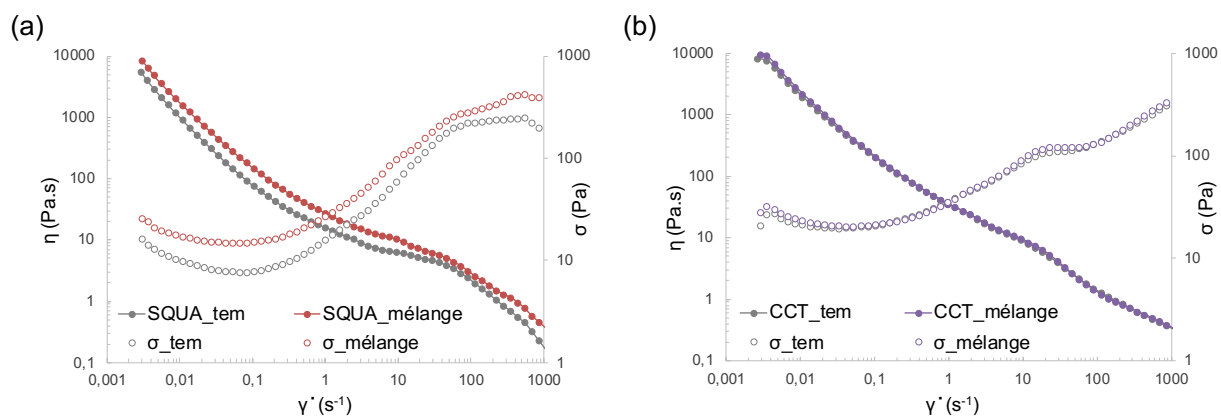 (a)
10000
1000
100
10
1
0,1
η (Pa.s)
SQUA_tem
SQUA_mélange
σ_tem
σ_mélange
1000
100
10
1
σ (Pa)
0,001
0,01
0,1
1
10
100
1000
γ˙(s-1)
(b)
10000
1000
100
10
1
0,1
η (Pa.s)
CCT_tem
CCT_mélange
σ_tem
σ_mélange
1000
100
10
1
σ (Pa)
0,001
0,01
0,1
1
10
100
1000
γ˙(s-1)